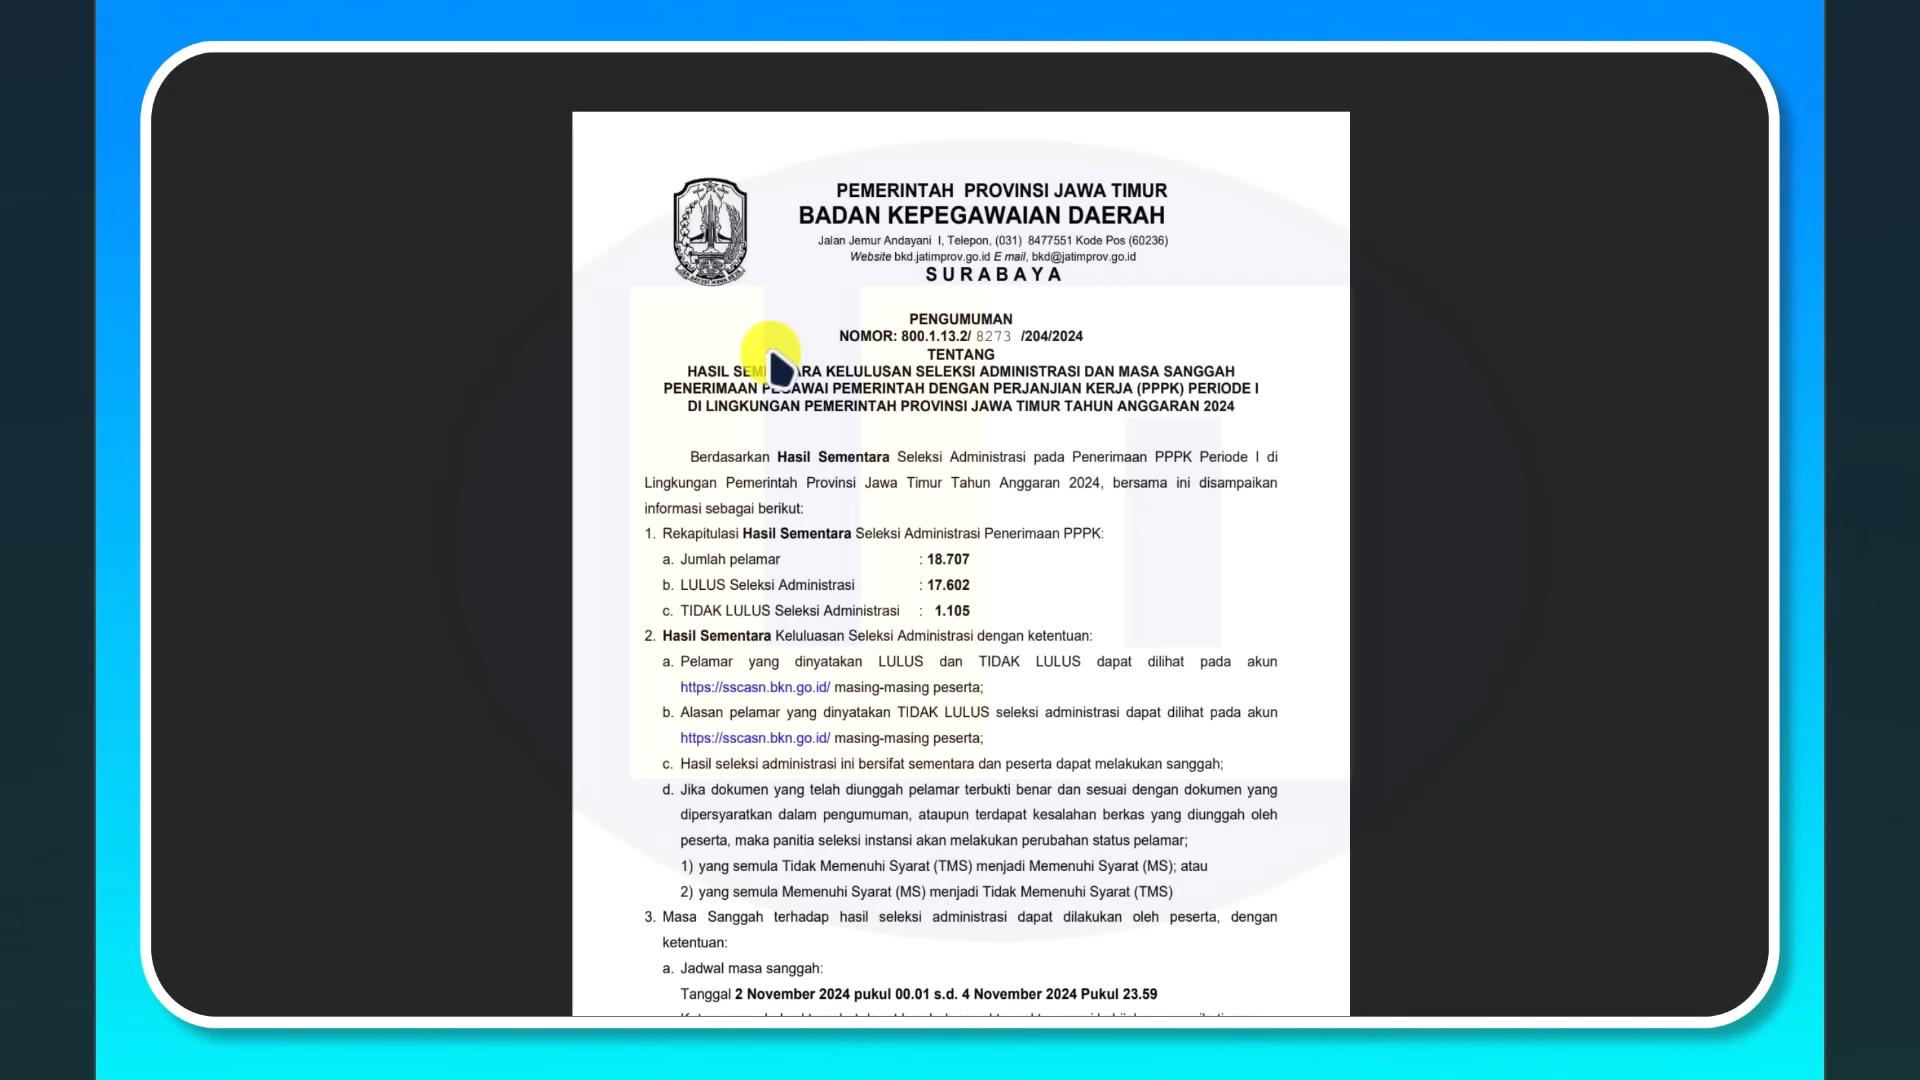 PEMERINTAH PROVINSI JAWA TIMUR
BADAN KEPEGAWAIAN DAERAH
Jalan Jemur Andayani I, Telepon, (031) 8477551 Kode Pos (60236)
Website bkd.jatimprov.go.id E mail, bkd@jatimprov.go.id
SURABAYA
PENGUMUMAN
NOMOR: 800.1.13.2/ 8273 /204/2024
TENTANG
HASIL SEMENTARA KELULUSAN SELEKSI ADMINISTRASI DAN MASA SANGGAH
PENERIMAAN PEGAWAI PEMERINTAH DENGAN PERJANJIAN KERJA (PPPK) PERIODE I
DI LINGKUNGAN PEMERINTAH PROVINSI JAWA TIMUR TAHUN ANGGARAN 2024
Berdasarkan Hasil Sementara Seleksi Administrasi pada Penerimaan PPPK Periode I di
Lingkungan Pemerintah Provinsi Jawa Timur Tahun Anggaran 2024, bersama ini disampaikan
informasi sebagai berikut:
1. Rekapitulasi Hasil Sementara Seleksi Administrasi Penerimaan PPPK:
a. Jumlah pelamar : 18.707
b. LULUS Seleksi Administrasi : 17.602
c. TIDAK LULUS Seleksi Administrasi : 1.105
2. Hasil Sementara Keluluasan Seleksi Administrasi dengan ketentuan:
a. Pelamar yang dinyatakan LULUS dan TIDAK LULUS dapat dilihat pada akun
https://sscasn.bkn.go.id/ masing-masing peserta;
b. Alasan pelamar yang dinyatakan TIDAK LULUS seleksi administrasi dapat dilihat pada akun
https://sscasn.bkn.go.id/ masing-masing peserta;
c. Hasil seleksi administrasi ini bersifat sementara dan peserta dapat melakukan sanggah;
d. Jika dokumen yang telah diunggah pelamar terbukti benar dan sesuai dengan dokumen yang
dipersyaratkan dalam pengumuman, ataupun terdapat kesalahan berkas yang diunggah oleh
peserta, maka panitia seleksi instansi akan melakukan perubahan status pelamar;
1) yang semula Tidak Memenuhi Syarat (TMS) menjadi Memenuhi Syarat (MS); atau
2) yang semula Memenuhi Syarat (MS) menjadi Tidak Memenuhi Syarat (TMS)
3. Masa Sanggah terhadap hasil seleksi administrasi dapat dilakukan oleh peserta, dengan
ketentuan:
a. Jadwal masa sanggah:
Tanggal 2 November 2024 pukul 00.01 s.d. 4 November 2024 Pukul 23.59